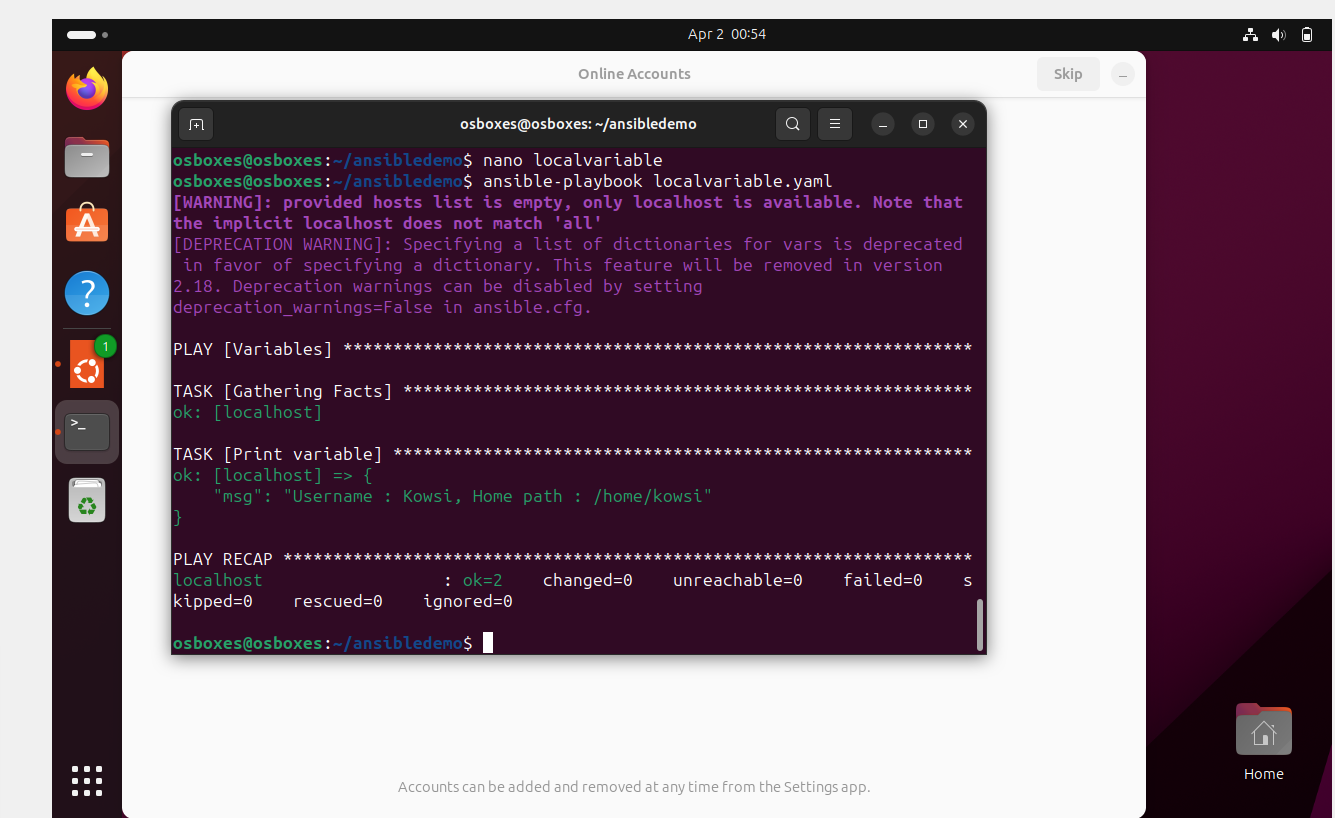 Apr 2 00:54
Online Accounts
Skip
osboxes@osboxes: ~/ansibledemo
osboxes@osboxes:~/ansibledemo$ nano localvariable
osboxes@osboxes:~/ansibledemo$ ansible-playbook localvariable.yaml
[WARNING]: provided hosts list is empty, only localhost is available. Note that
the implicit localhost does not match 'all'
[DEPRECATION WARNING]: Specifying a list of dictionaries for vars is deprecated
in favor of specifying a dictionary. This feature will be removed in version
2.18. Deprecation warnings can be disabled by setting
deprecation_warnings=False in ansible.cfg.
PLAY [Variables] ***************************************************************
TASK [Gathering Facts] *********************************************************
ok: [localhost]
TASK [Print variable] **********************************************************
ok: [localhost] => {
"msg": "Username : Kowsi, Home path : /home/kowsi"
}
PLAY RECAP *********************************************************************
localhost                  : ok=2    changed=0    unreachable=0    failed=0    s
kipped=0    rescued=0    ignored=0
osboxes@osboxes:~/ansibledemo$
1
>_
?
Home
Accounts can be added and removed at any time from the Settings app.